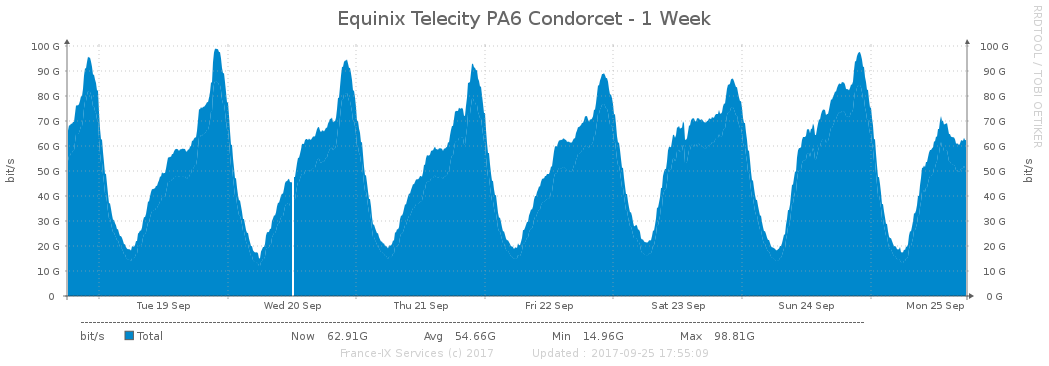 Equinix Telecity PA6 Condorcet - 1 Week
RRDTOOL / TOBI OETIKER
100 G 100 G
90 G 90 G
80 G 80 G
70 G 70 G
60 G 60 G
50 G 50 G
40 G 40 G
30 G 30 G
20 G 20 G
10 G 10 G
0 0 G
bit/s bit/s
Tue 19 Sep Wed 20 Sep Thu 21 Sep Fri 22 Sep Sat 23 Sep Sun 24 Sep Mon 25 Sep
bit/s Total Now 62.91G Avg 54.66G Min 14.96G Max 98.81G
France-IX Services (c) 2017 Updated : 2017-09-25 17:55:09